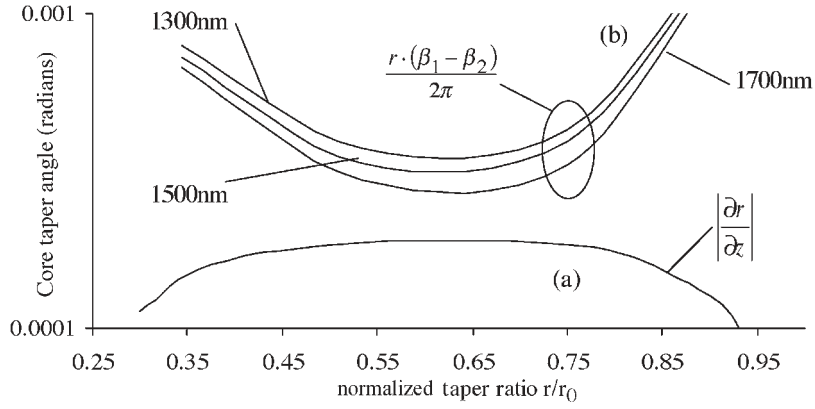 0.001
1300nm
(b)
r·(β₁ − β₂)
2π
1700nm
Core taper angle (radians)
1500nm
|∂r/∂z|
(a)
0.0001
0.25 0.35 0.45 0.55 0.65 0.75 0.85 0.95
normalized taper ratio r/r₀